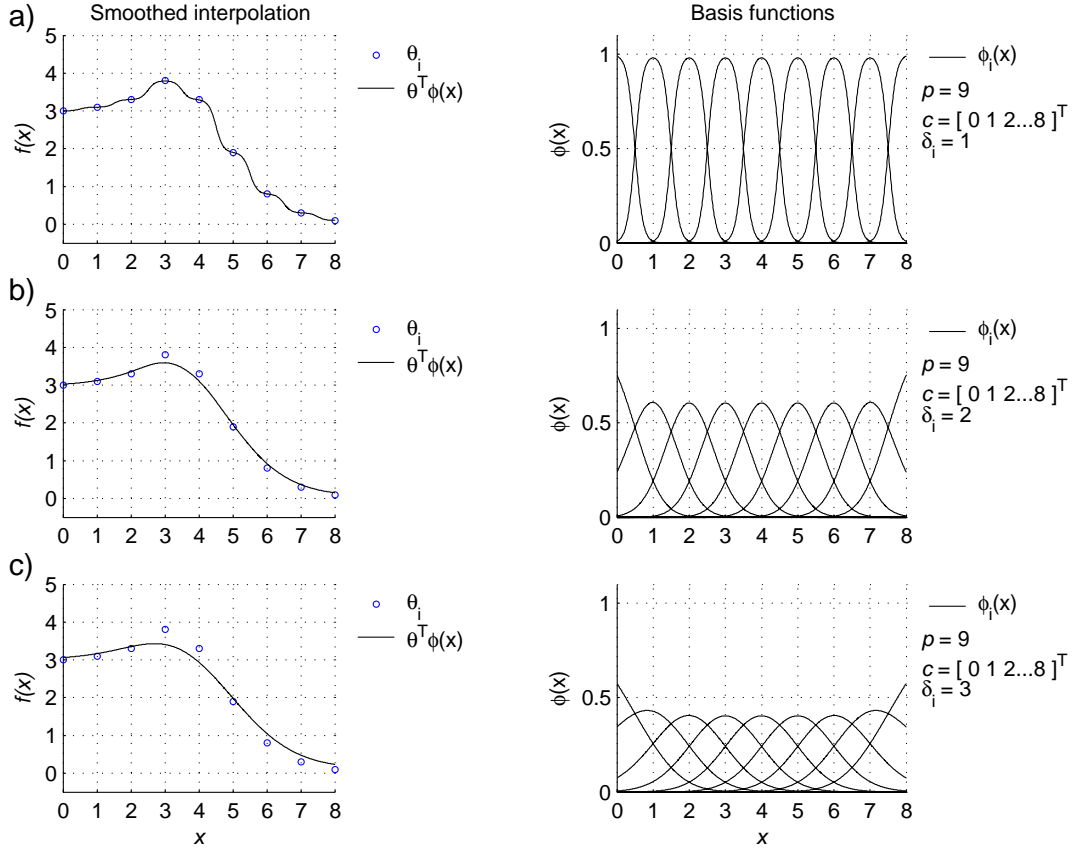 Smoothed interpolation
Basis functions
a)
5
4
3
2
1
0
f(x)
0 1 2 3 4 5 6 7 8
θi
θTϕ(x)
1
0.5
0
ϕ(x)
0 1 2 3 4 5 6 7 8
ϕi(x)
p = 9
c = [ 0 1 2...8 ]T
δi = 1
b)
5
4
3
2
1
0
f(x)
0 1 2 3 4 5 6 7 8
θi
θTϕ(x)
1
0.5
0
ϕ(x)
0 1 2 3 4 5 6 7 8
ϕi(x)
p = 9
c = [ 0 1 2...8 ]T
δi = 2
c)
5
4
3
2
1
0
f(x)
0 1 2 3 4 5 6 7 8
x
θi
θTϕ(x)
1
0.5
0
ϕ(x)
0 1 2 3 4 5 6 7 8
x
ϕi(x)
p = 9
c = [ 0 1 2...8 ]T
δi = 3